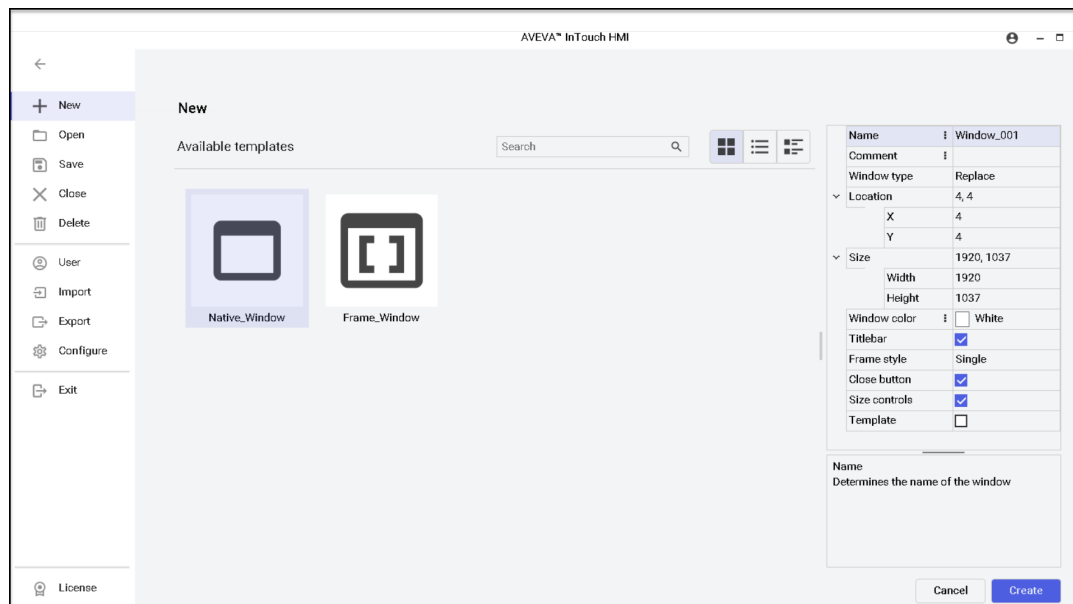 AVEVA™ InTouch HMI
New
Open
Save
Close
Delete
User
Import
Export
Configure
Exit
License
New
Available templates
Search
Native_Window
Frame_Window
Name Window_001
Comment
Window type Replace
Location 4, 4
X 4
Y 4
Size 1920, 1037
Width 1920
Height 1037
Window color White
Titlebar
Frame style Single
Close button
Size controls
Template
Name
Determines the name of the window
Cancel Create